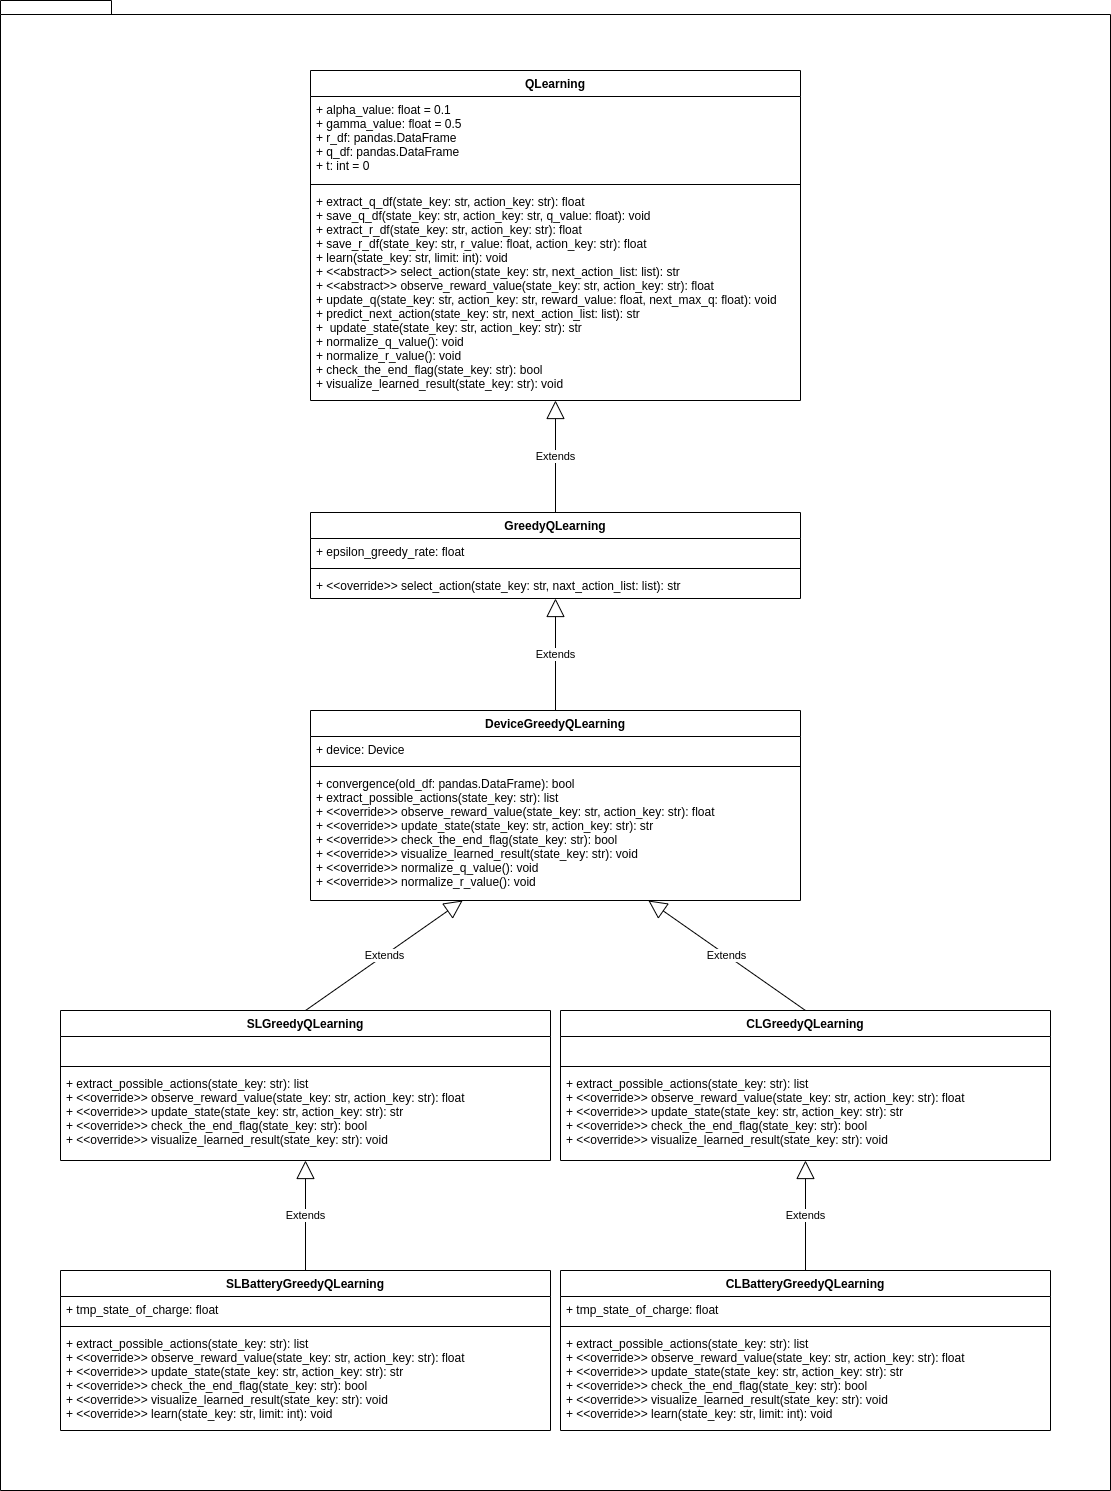 QLearning
+ alpha_value: float = 0.1
+ gamma_value: float = 0.5
+ r_df: pandas.DataFrame
+ q_df: pandas.DataFrame
+ t: int = 0
+ extract_q_df(state_key: str, action_key: str): float
+ save_q_df(state_key: str, action_key: str, q_value: float): void
+ extract_r_df(state_key: str, action_key: str): float
+ save_r_df(state_key: str, r_value: float, action_key: str): float
+ learn(state_key: str, limit: int): void
+ <<abstract>> select_action(state_key: str, next_action_list: list): str
+ <<abstract>> observe_reward_value(state_key: str, action_key: str): float
+ update_q(state_key: str, action_key: str, reward_value: float, next_max_q: float): void
+ predict_next_action(state_key: str, next_action_list: list): str
+  update_state(state_key: str, action_key: str): str
+ normalize_q_value(): void
+ normalize_r_value(): void
+ check_the_end_flag(state_key: str): bool
+ visualize_learned_result(state_key: str): void
Extends
GreedyQLearning
+ epsilon_greedy_rate: float
+ <<override>> select_action(state_key: str, naxt_action_list: list): str
Extends
DeviceGreedyQLearning
+ device: Device
+ convergence(old_df: pandas.DataFrame): bool
+ extract_possible_actions(state_key: str): list
+ <<override>> observe_reward_value(state_key: str, action_key: str): float
+ <<override>> update_state(state_key: str, action_key: str): str
+ <<override>> check_the_end_flag(state_key: str): bool
+ <<override>> visualize_learned_result(state_key: str): void
+ <<override>> normalize_q_value(): void
+ <<override>> normalize_r_value(): void
Extends
Extends
SLGreedyQLearning
+ extract_possible_actions(state_key: str): list
+ <<override>> observe_reward_value(state_key: str, action_key: str): float
+ <<override>> update_state(state_key: str, action_key: str): str
+ <<override>> check_the_end_flag(state_key: str): bool
+ <<override>> visualize_learned_result(state_key: str): void
CLGreedyQLearning
+ extract_possible_actions(state_key: str): list
+ <<override>> observe_reward_value(state_key: str, action_key: str): float
+ <<override>> update_state(state_key: str, action_key: str): str
+ <<override>> check_the_end_flag(state_key: str): bool
+ <<override>> visualize_learned_result(state_key: str): void
Extends
Extends
SLBatteryGreedyQLearning
+ tmp_state_of_charge: float
+ extract_possible_actions(state_key: str): list
+ <<override>> observe_reward_value(state_key: str, action_key: str): float
+ <<override>> update_state(state_key: str, action_key: str): str
+ <<override>> check_the_end_flag(state_key: str): bool
+ <<override>> visualize_learned_result(state_key: str): void
+ <<override>> learn(state_key: str, limit: int): void
CLBatteryGreedyQLearning
+ tmp_state_of_charge: float
+ extract_possible_actions(state_key: str): list
+ <<override>> observe_reward_value(state_key: str, action_key: str): float
+ <<override>> update_state(state_key: str, action_key: str): str
+ <<override>> check_the_end_flag(state_key: str): bool
+ <<override>> visualize_learned_result(state_key: str): void
+ <<override>> learn(state_key: str, limit: int): void